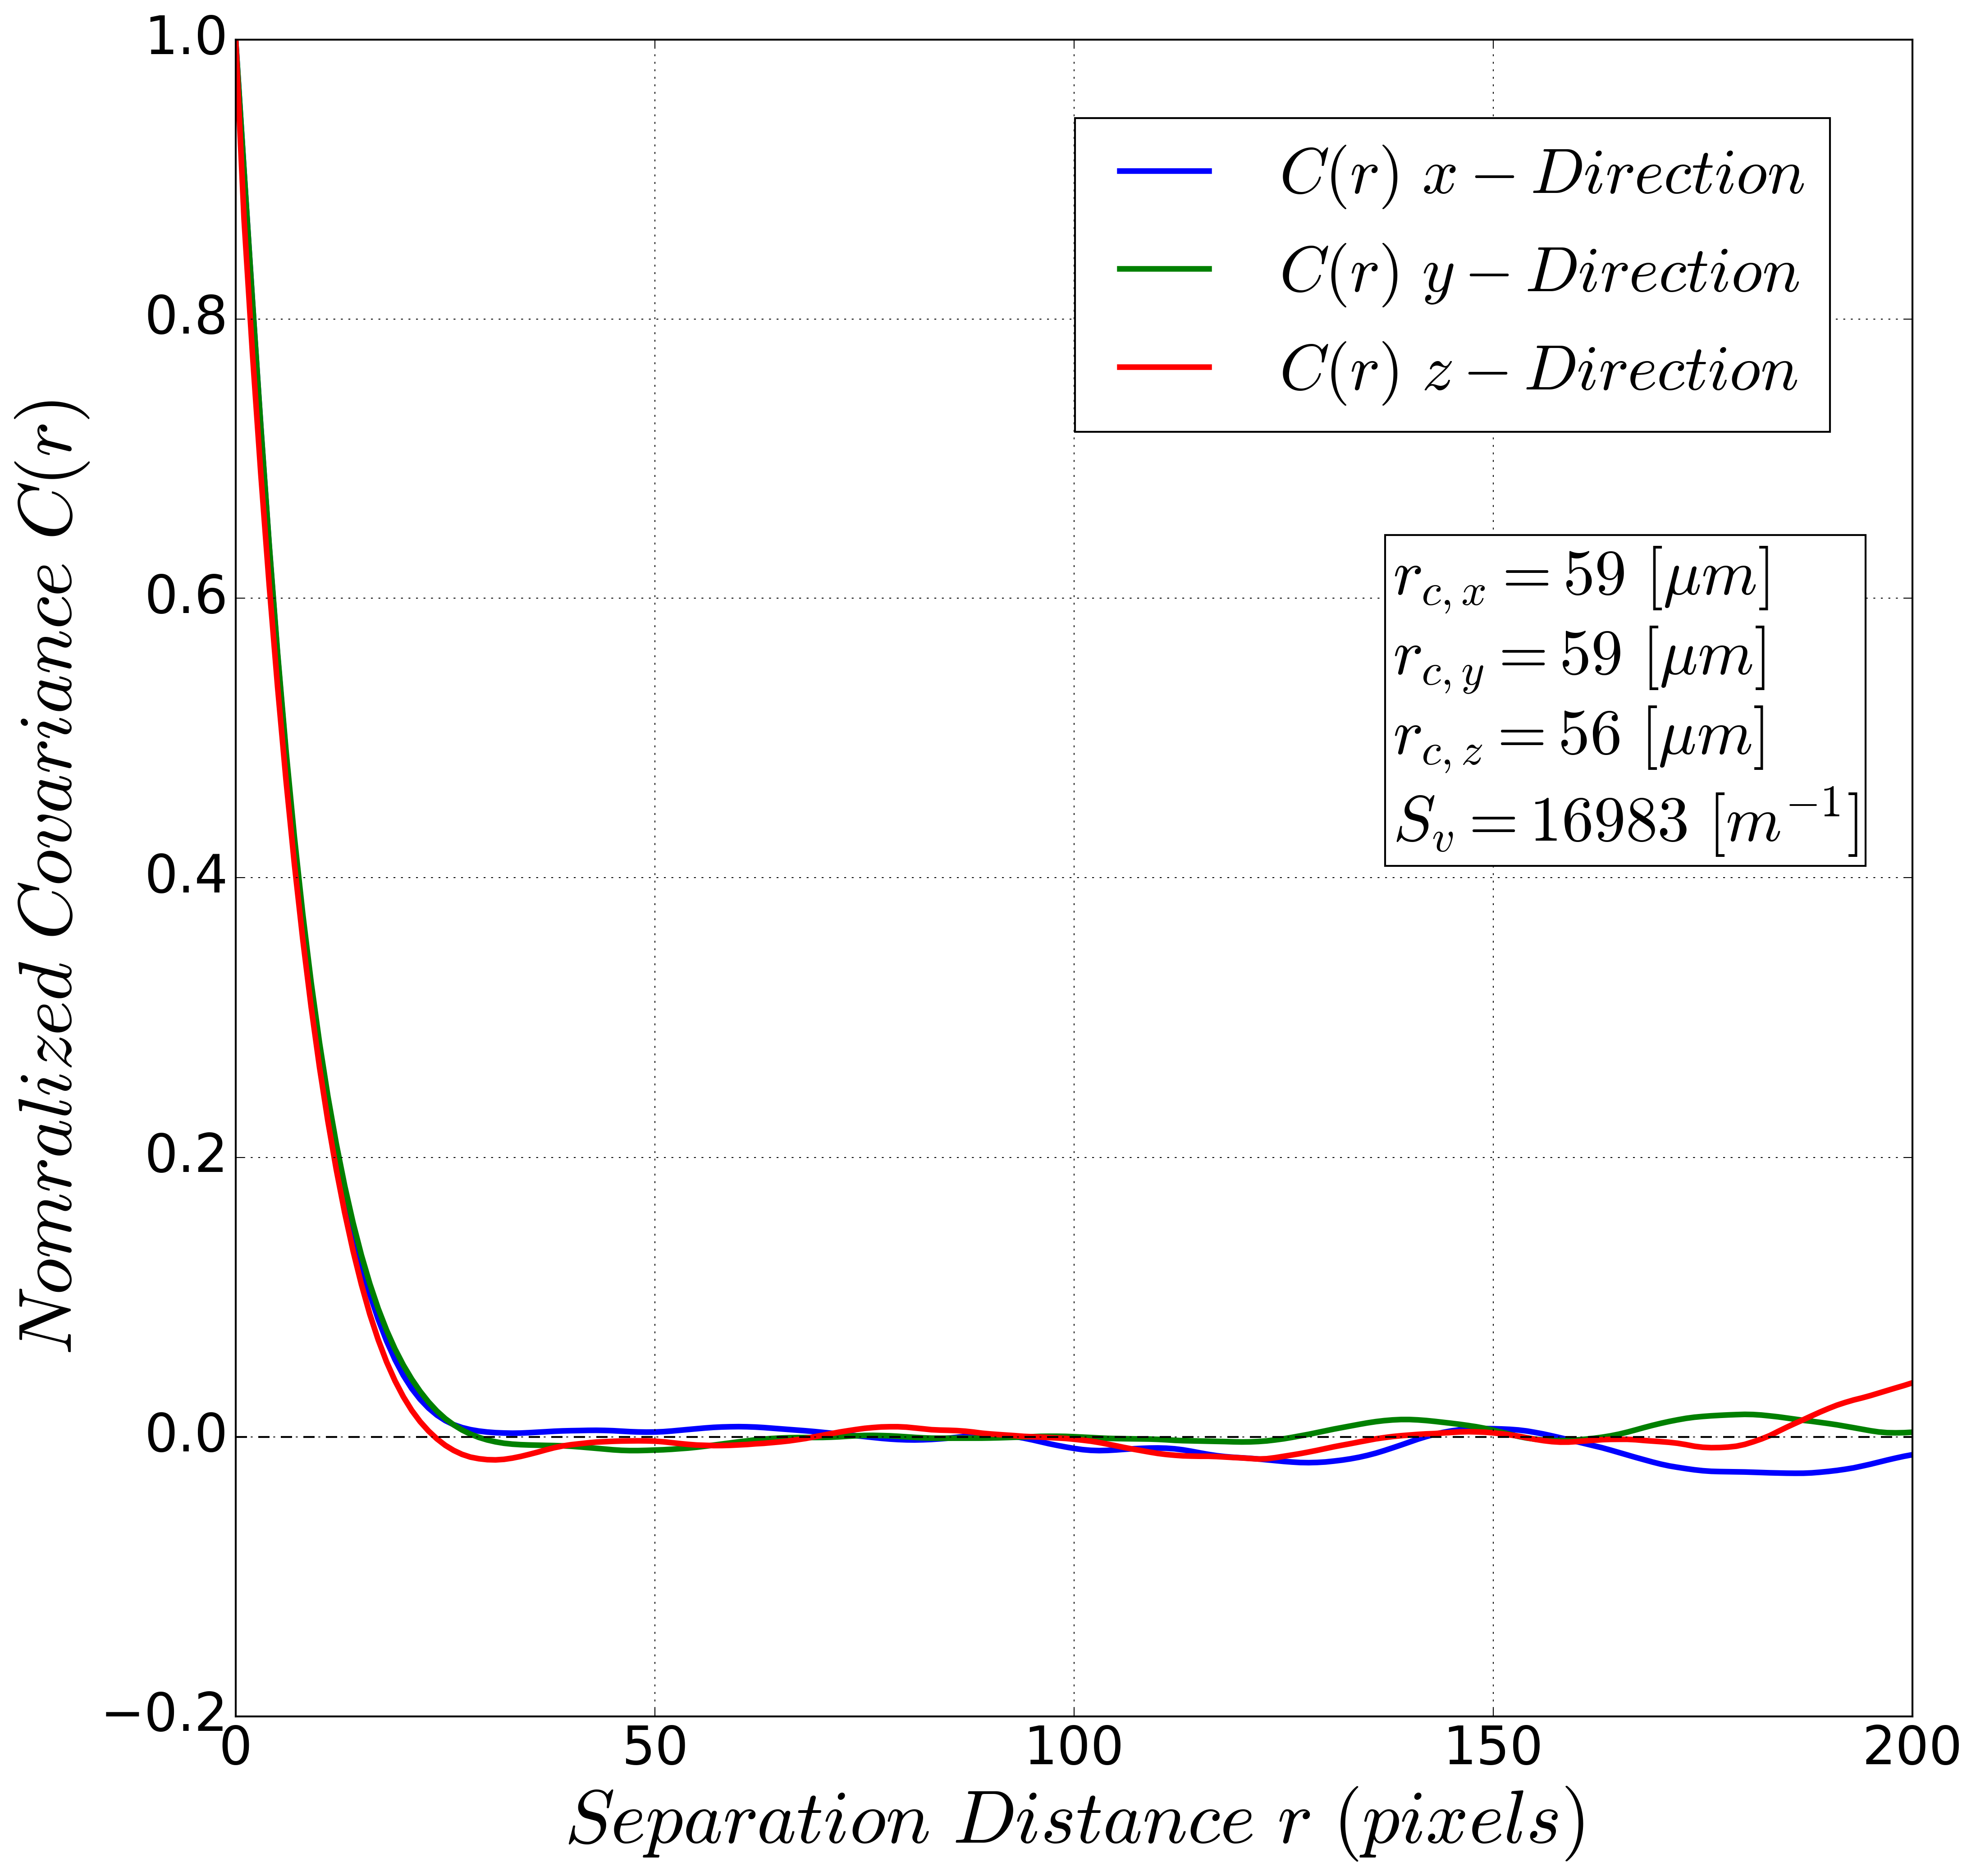 1.0
0.8
0.6
0.4
0.2
0.0
−0.2
0
50
100
150
200
Nomralized Covariance C(r)
Separation Distance r (pixels)
C(r) x − Direction
C(r) y − Direction
C(r) z − Direction
r_{c,x} = 59 [μm]
r_{c,y} = 59 [μm]
r_{c,z} = 56 [μm]
S_v = 16983 [m^{−1}]